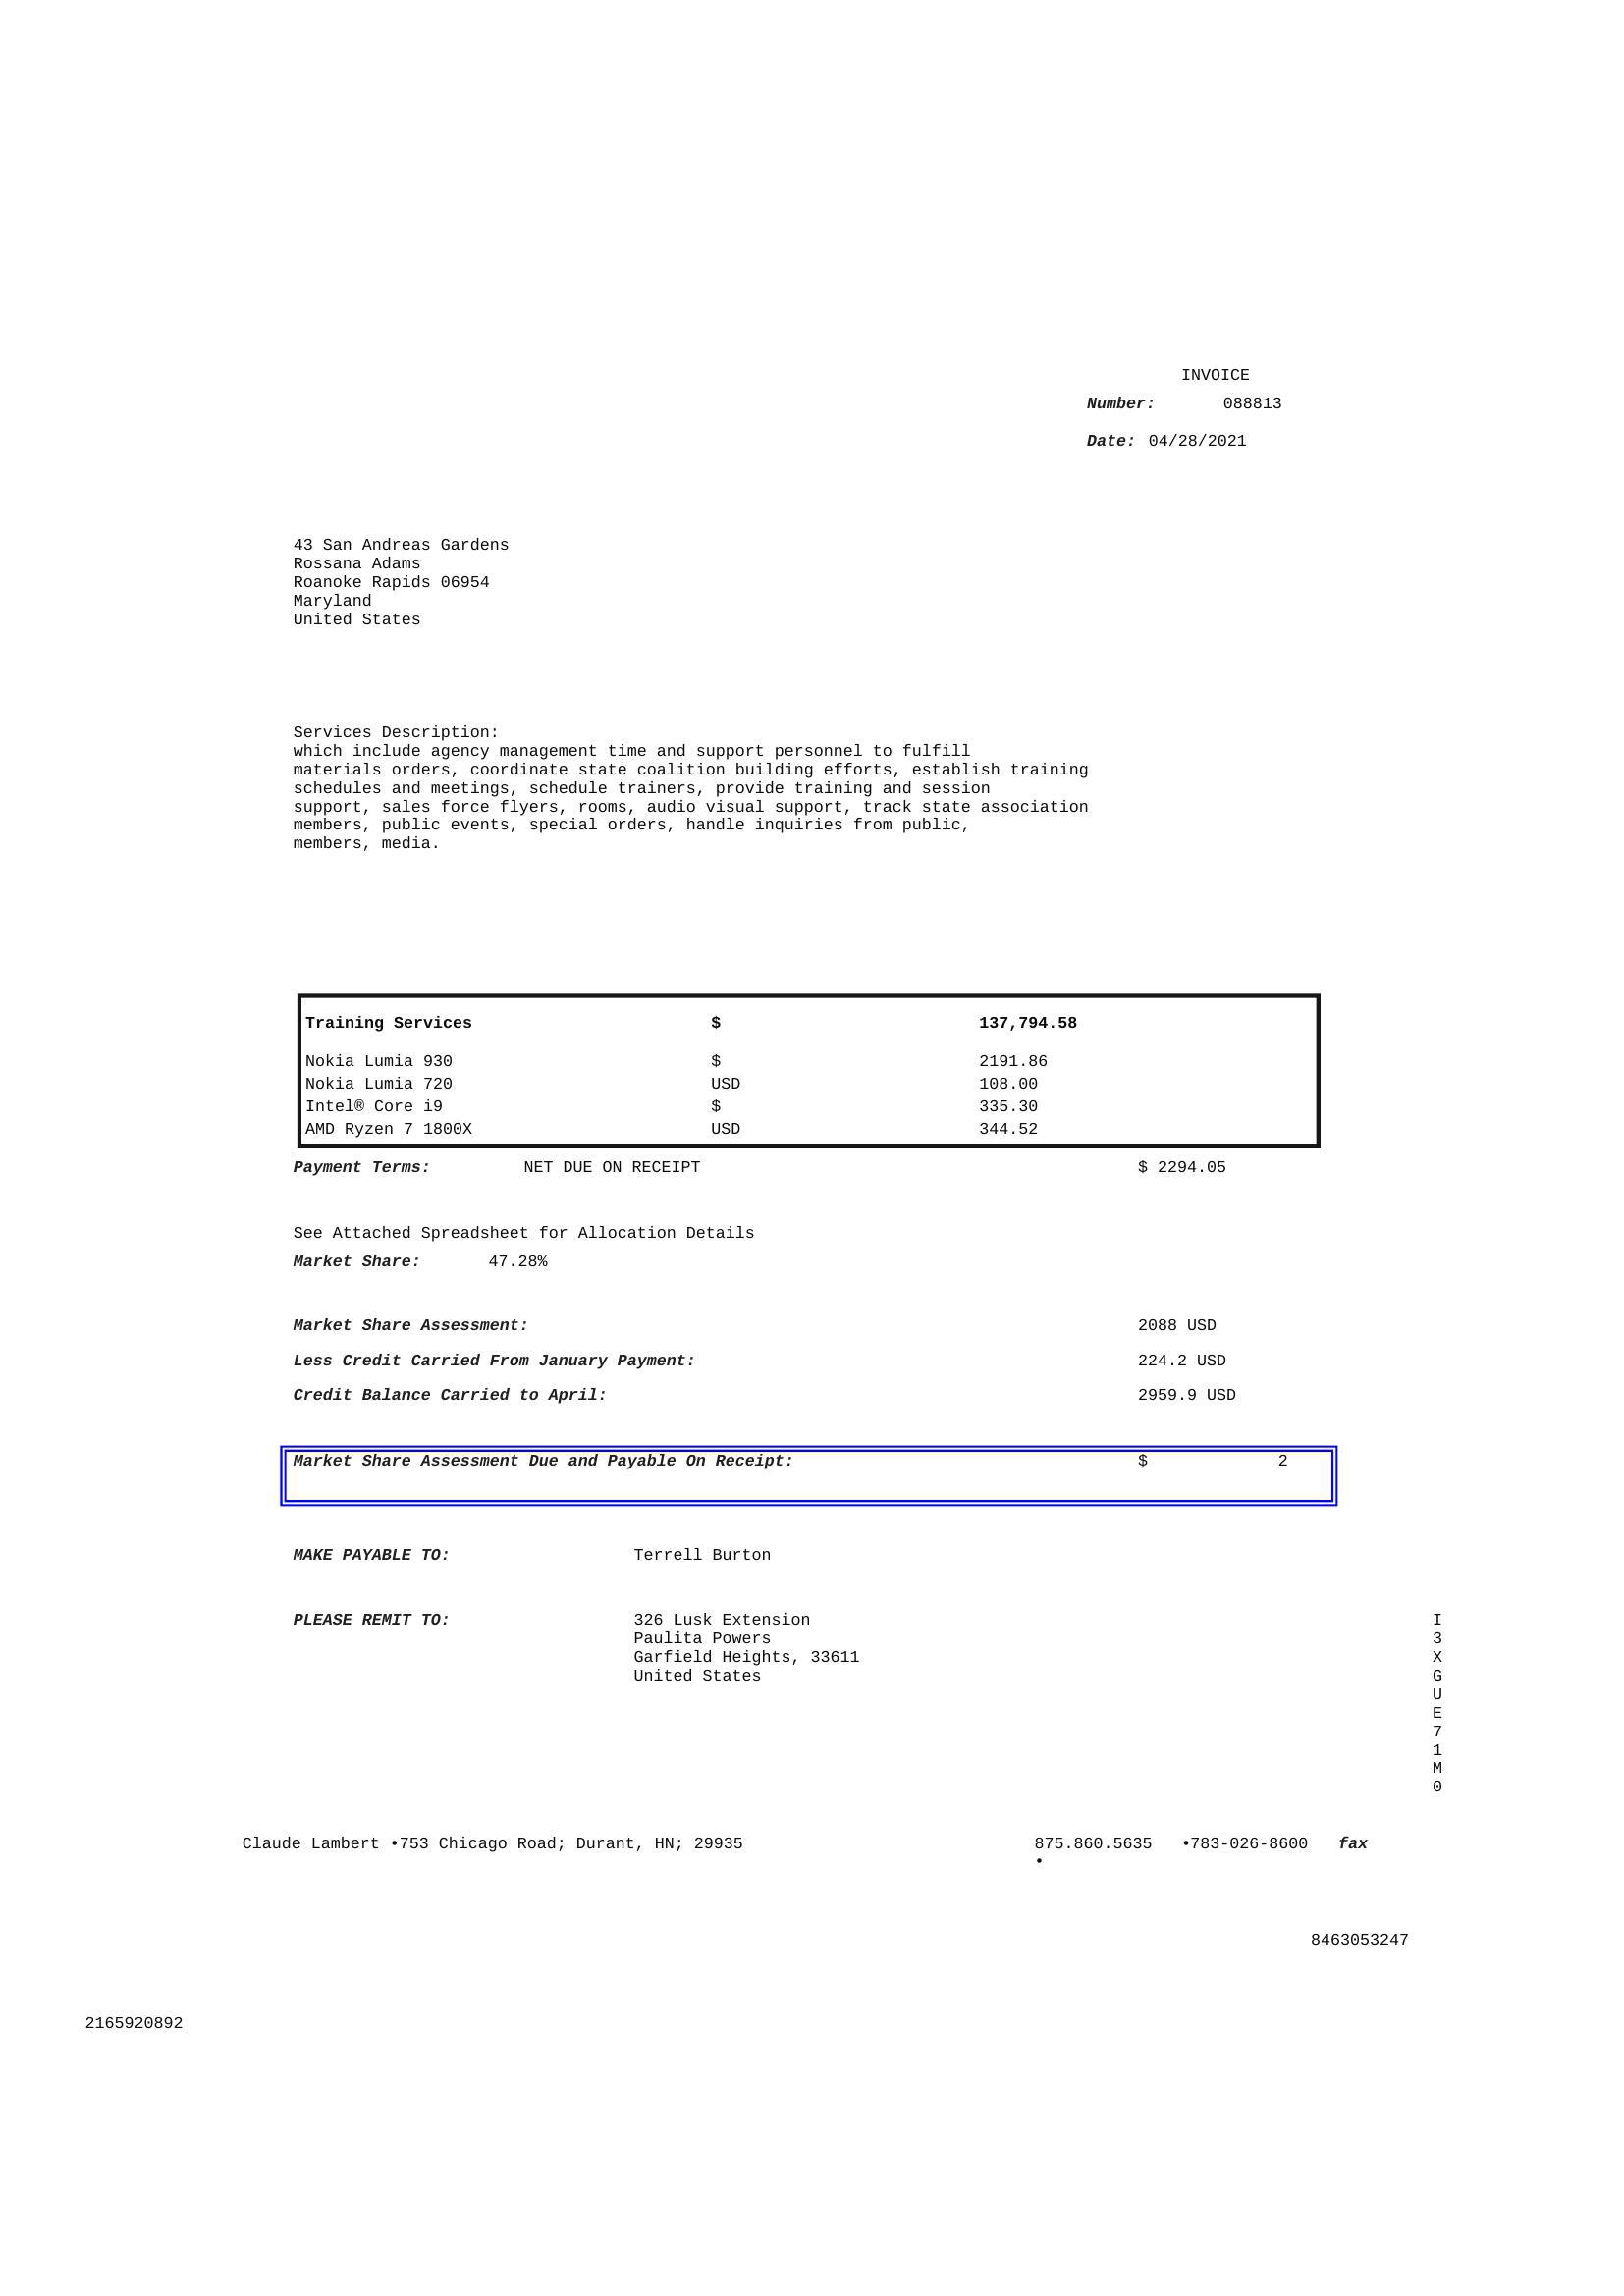 INVOICE
Number: 088813
Date: 04/28/2021
43 San Andreas Gardens
Rossana Adams
Roanoke Rapids 06954
Maryland
United States
Services Description:
which include agency management time and support personnel to fulfill
materials orders, coordinate state coalition building efforts, establish training
schedules and meetings, schedule trainers, provide training and session
support, sales force flyers, rooms, audio visual support, track state association
members, public events, special orders, handle inquiries from public,
members, media.
Training Services $ 137,794.58
Nokia Lumia 930 $ 2191.86
Nokia Lumia 720 USD 108.00
Intel® Core i9 $ 335.30
AMD Ryzen 7 1800X USD 344.52
Payment Terms: NET DUE ON RECEIPT $ 2294.05
See Attached Spreadsheet for Allocation Details
Market Share: 47.28%
Market Share Assessment: 2088 USD
Less Credit Carried From January Payment: 224.2 USD
Credit Balance Carried to April: 2959.9 USD
Market Share Assessment Due and Payable On Receipt: $ 2
MAKE PAYABLE TO: Terrell Burton
PLEASE REMIT TO: 326 Lusk Extension
Paulita Powers
Garfield Heights, 33611
United States
I
3
X
G
U
E
7
1
M
0
Claude Lambert •753 Chicago Road; Durant, HN; 29935 875.860.5635 •783-026-8600 fax
•
8463053247
2165920892